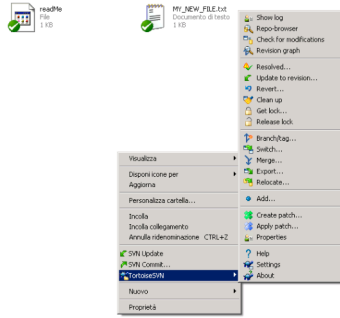 readMe
File
1 KB
MY_NEW_FILE.txt
Documento di testo
1 KB
Visualizza
Disponi icone per
Aggiorna
Personalizza cartella...
Incolla
Incolla collegamento
Annulla ridenominazione CTRL+Z
SVN Update
SVN Commit...
TortoiseSVN
Nuovo
Proprietà
Show log
Repo-browser
Check for modifications
Revision graph
Resolved...
Update to revision...
Revert...
Clean up
Get lock...
Release lock
Branch/tag...
Switch...
Merge...
Export...
Relocate...
Add...
Create patch...
Apply patch...
Properties
Help
Settings
About